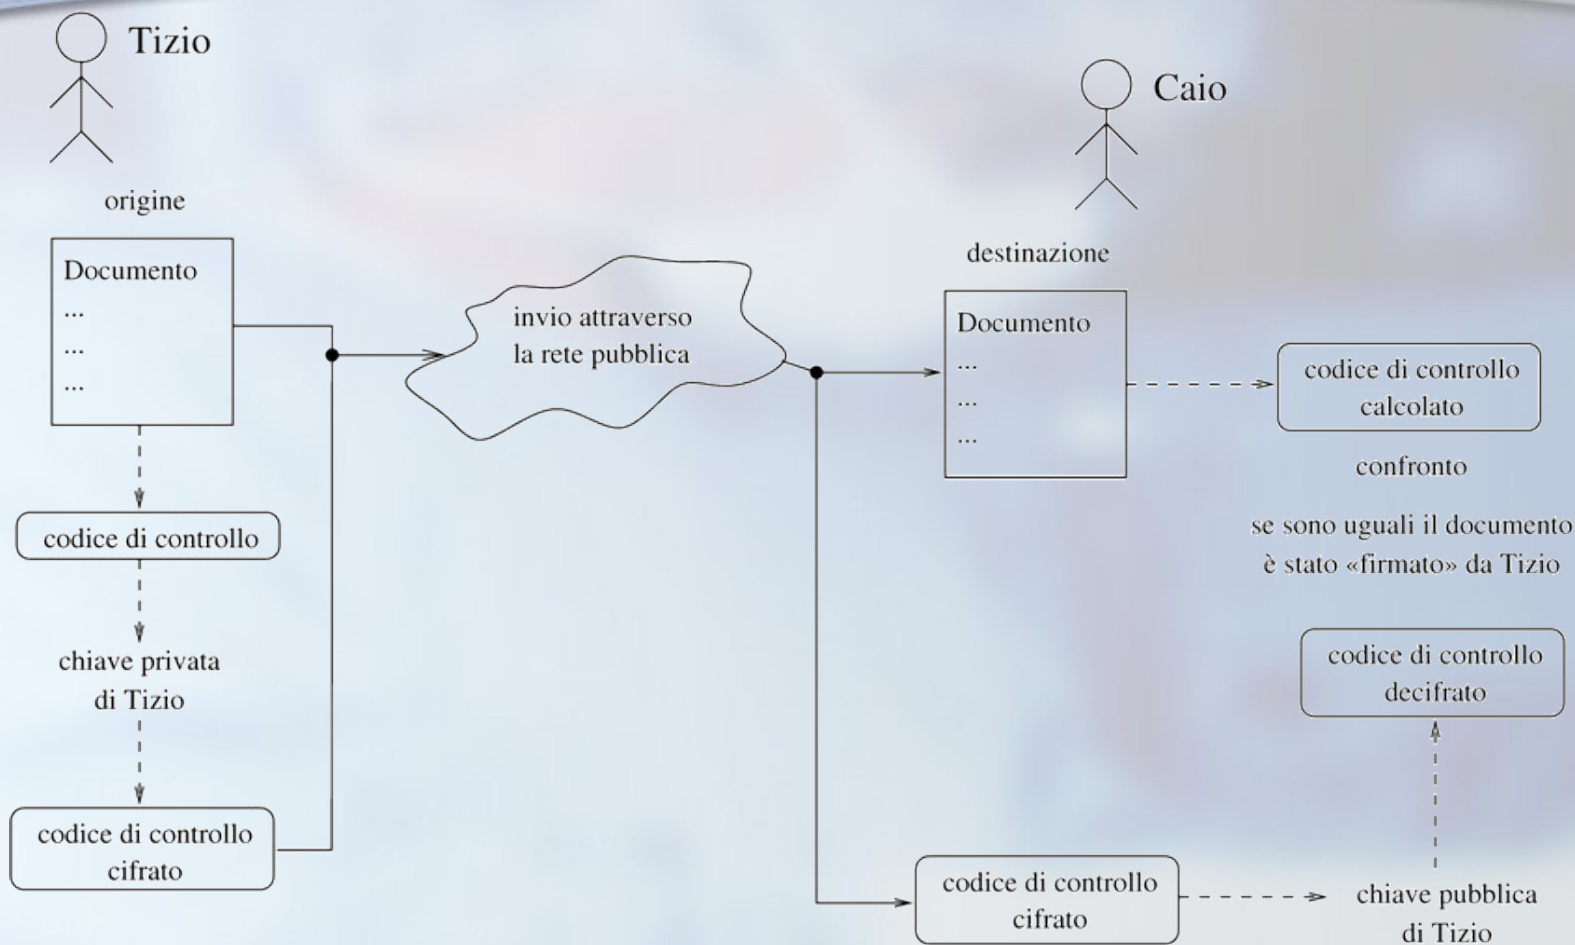 Tizio
origine
Documento
...
...
...
codice di controllo
chiave privata
di Tizio
codice di controllo
cifrato
invio attraverso
la rete pubblica
Caio
destinazione
Documento
...
...
...
codice di controllo
calcolato
confronto
se sono uguali il documento
è stato «firmato» da Tizio
codice di controllo
decifrato
codice di controllo
cifrato
chiave pubblica
di Tizio